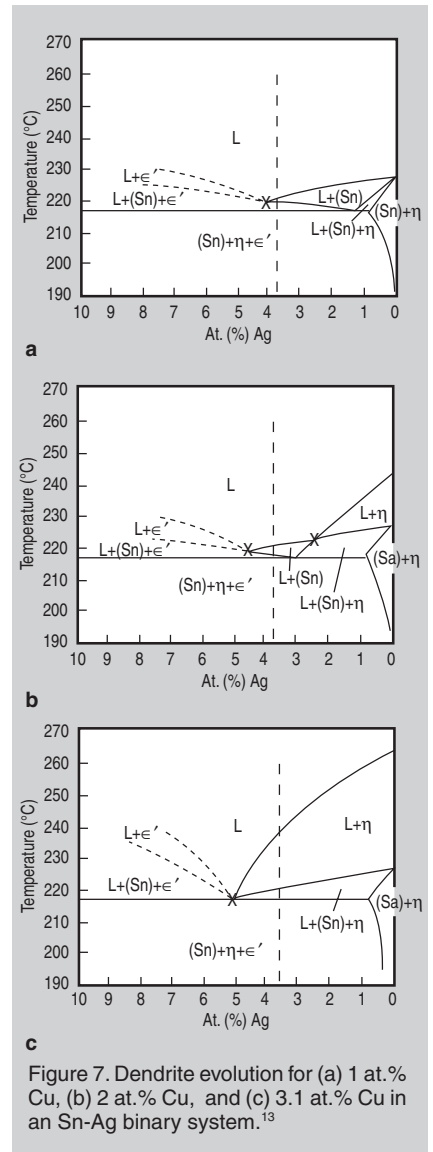 270
260
250
240
230
220
210
200
190
Temperature (°C)
L
L+∈′
L+(Sn)+∈′
X
L+(Sn)
L+(Sn)+η
(Sn)+η
(Sn)+η+∈′
10 9 8 7 6 5 4 3 2 1 0
At. (%) Ag
a
270
260
250
240
230
220
210
200
190
Temperature (°C)
L
L+∈′
L+(Sn)+∈′
X
X
L+η
L+(Sn)
L+(Sn)+η
(Sa)+η
(Sn)+η+∈′
10 9 8 7 6 5 4 3 2 1 0
At. (%) Ag
b
270
260
250
240
230
220
210
200
190
Temperature (°C)
L
L+∈′
L+η
L+(Sn)+∈′
X
L+(Sn)+η
(Sa)+η
(Sn)+η+∈′
10 9 8 7 6 5 4 3 2 1 0
At. (%) Ag
c
Figure 7. Dendrite evolution for (a) 1 at.%
Cu, (b) 2 at.% Cu, and (c) 3.1 at.% Cu in
an Sn-Ag binary system.¹³